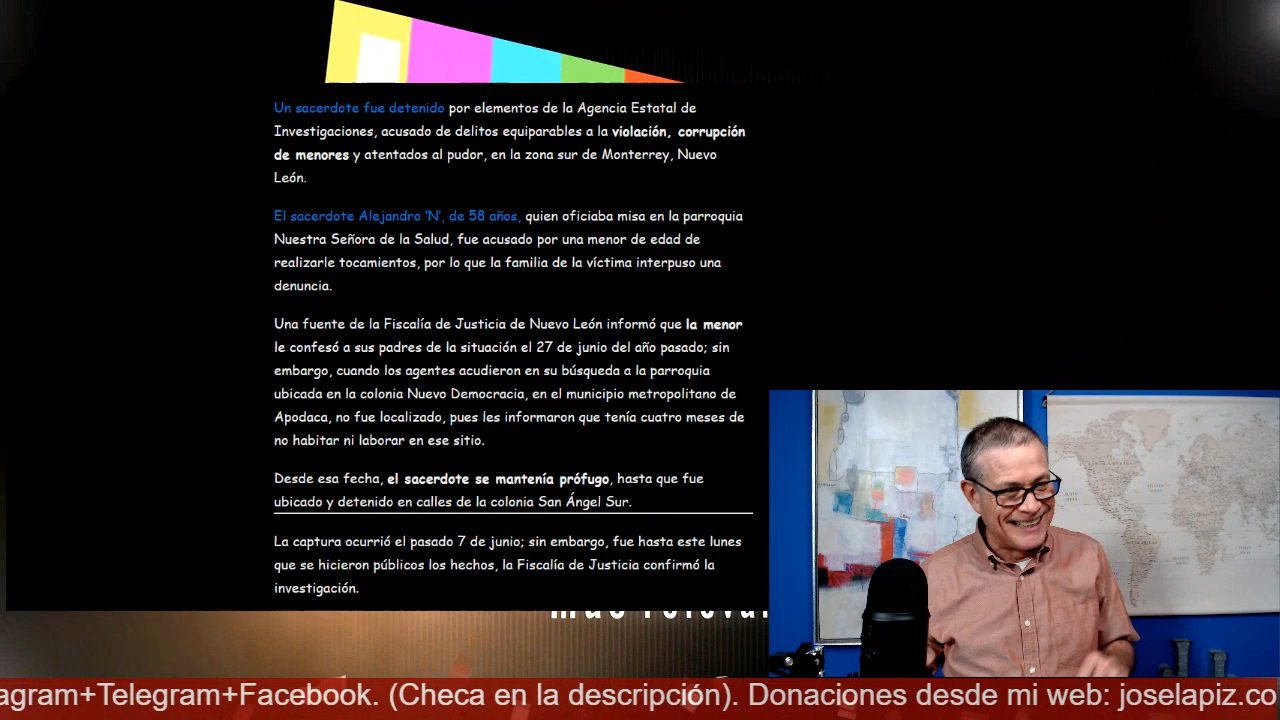 Un sacerdote fue detenido por elementos de la Agencia Estatal de
Investigaciones, acusado de delitos equiparables a la violación, corrupción
de menores y atentados al pudor, en la zona sur de Monterrey, Nuevo
León.
El sacerdote Alejandro ‘N’, de 58 años, quien oficiaba misa en la parroquia
Nuestra Señora de la Salud, fue acusado por una menor de edad de
realizarle tocamientos, por lo que la familia de la víctima interpuso una
denuncia.
Una fuente de la Fiscalía de Justicia de Nuevo León informó que la menor
le confesó a sus padres de la situación el 27 de junio del año pasado; sin
embargo, cuando los agentes acudieron en su búsqueda a la parroquia
ubicada en la colonia Nuevo Democracia, en el municipio metropolitano de
Apodaca, no fue localizado, pues les informaron que tenía cuatro meses de
no habitar ni laborar en ese sitio.
Desde esa fecha, el sacerdote se mantenía prófugo, hasta que fue
ubicado y detenido en calles de la colonia San Ángel Sur.
La captura ocurrió el pasado 7 de junio; sin embargo, fue hasta este lunes
que se hicieron públicos los hechos, la Fiscalía de Justicia confirmó la
investigación.
agram+Telegram+Facebook. (Checa en la descripción). Donaciones desde mi web: joselapiz.co